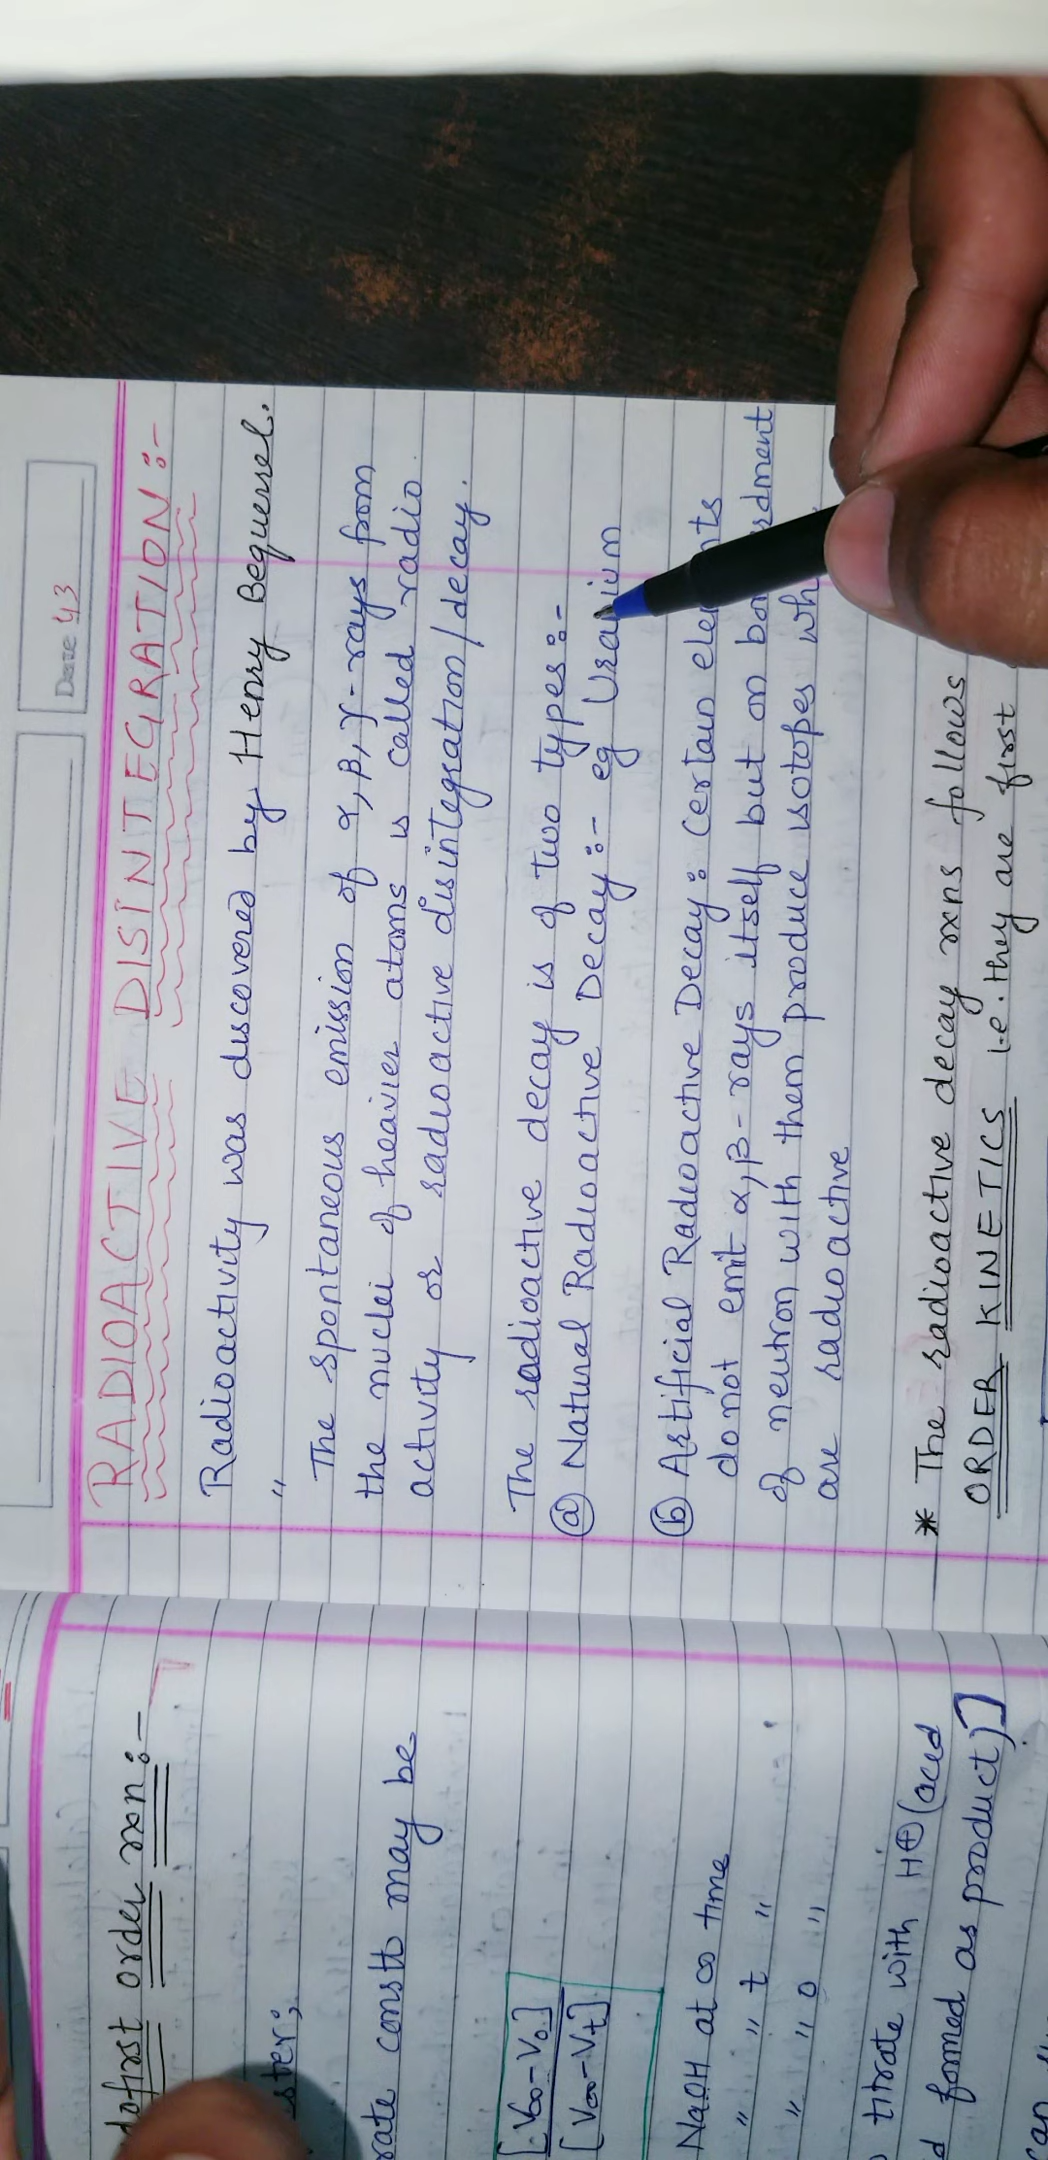 Date 43
RADIOACTIVE DISINTEGRATION :-
Radioactivity was discovered by Henry Bequerrel.
"
The spontaneous emission of α, β, γ-rays from
the nuclei of heavier atoms is called radio
activity or radioactive disintegration/decay.
The radioactive decay is of two types :-
(a) Natural Radioactive Decay :- eg Uranium
(b) Artificial Radioactive Decay : Certain elements
do not emit α, β-rays itself but on
of neutron with them produce isotopes
are radioactive
* The radioactive decay rxns follows
ORDER KINETICS i.e. they are first
first order rxn :-
rate constt may be
[V∞-V₀]
[V∞-Vt]
NaOH at ∞ time
" " t "
" " 0 "
titrate with H⊕ (acid
formed as product)]